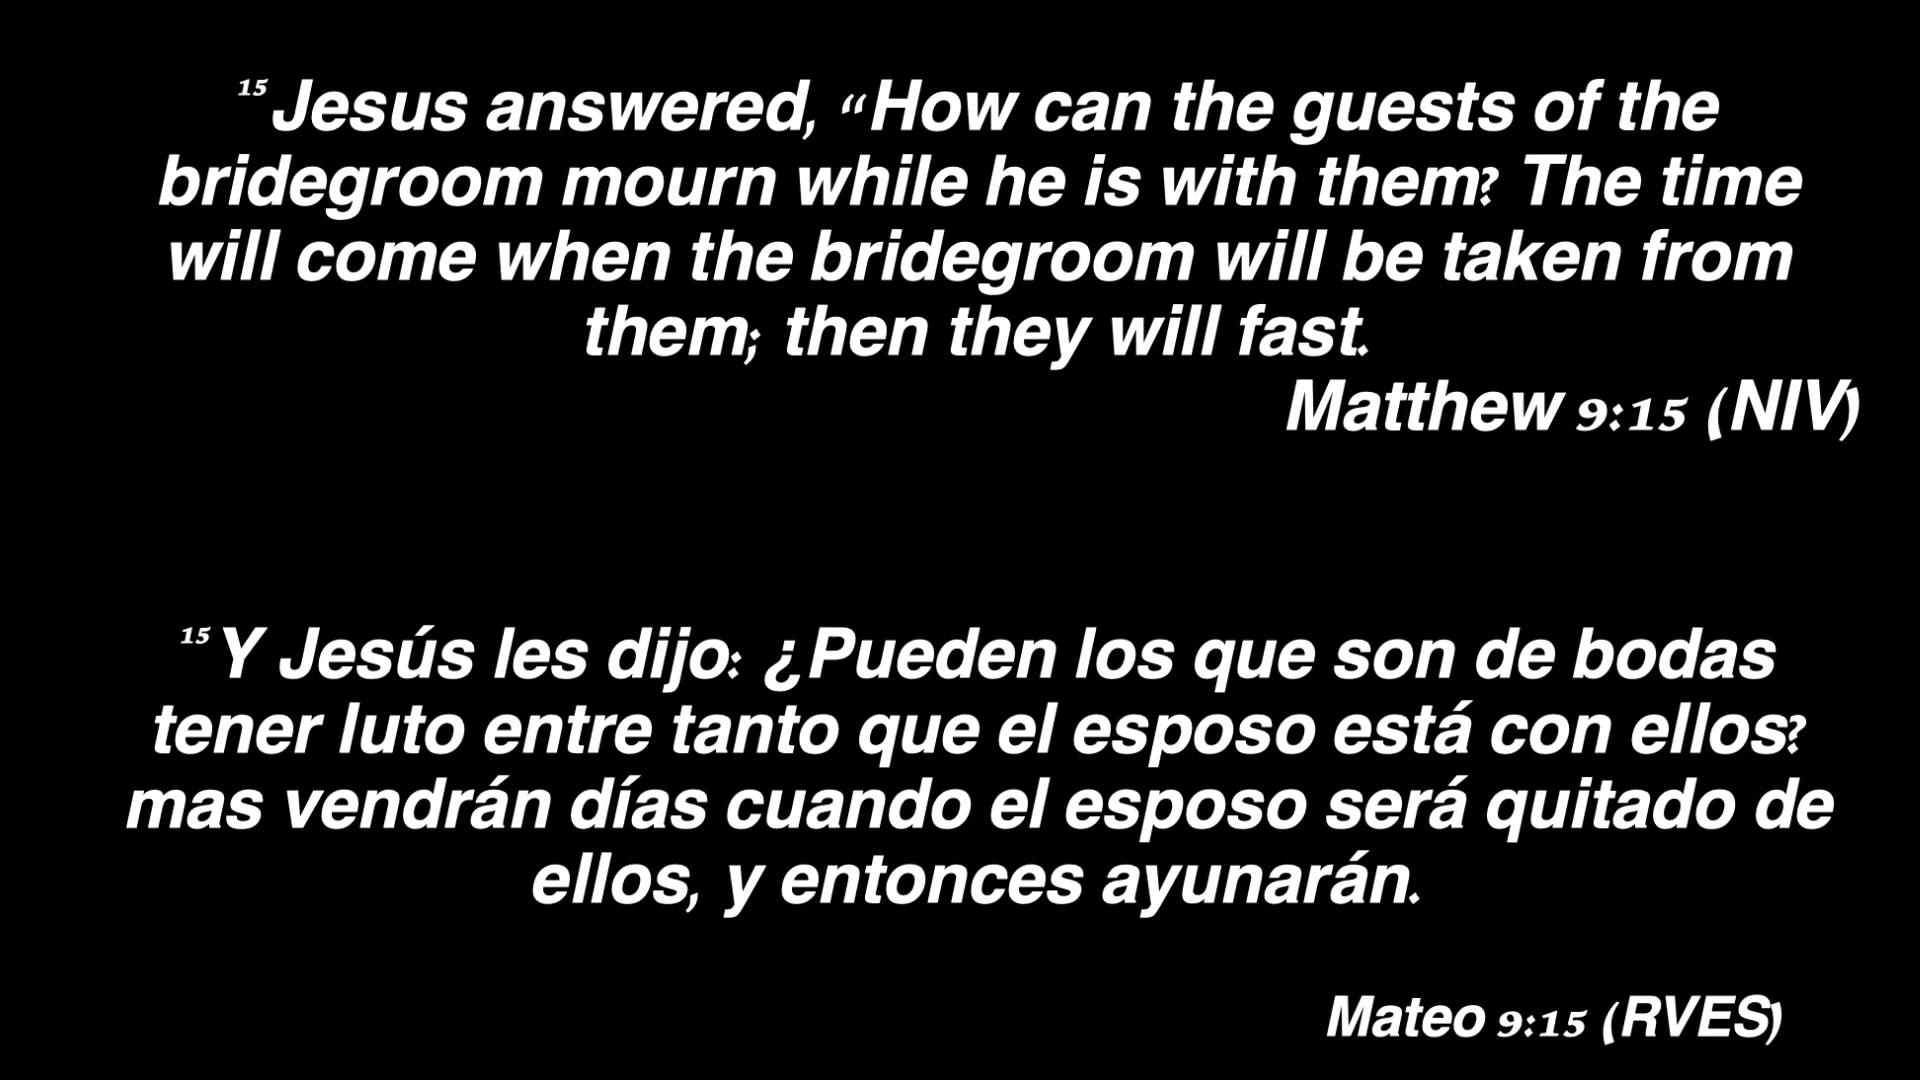 15 Jesus answered, “How can the guests of the
bridegroom mourn while he is with them? The time
will come when the bridegroom will be taken from
them; then they will fast.
Matthew 9:15 (NIV)
15 Y Jesús les dijo: ¿Pueden los que son de bodas
tener luto entre tanto que el esposo está con ellos?
mas vendrán días cuando el esposo será quitado de
ellos, y entonces ayunarán.
Mateo 9:15 (RVES)